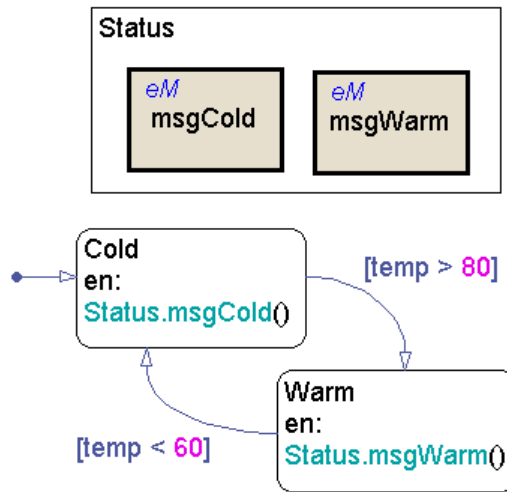 Status
eM
msgCold
eM
msgWarm
Cold
en:
Status.msgCold()
[temp > 80]
Warm
en:
Status.msgWarm()
[temp < 60]